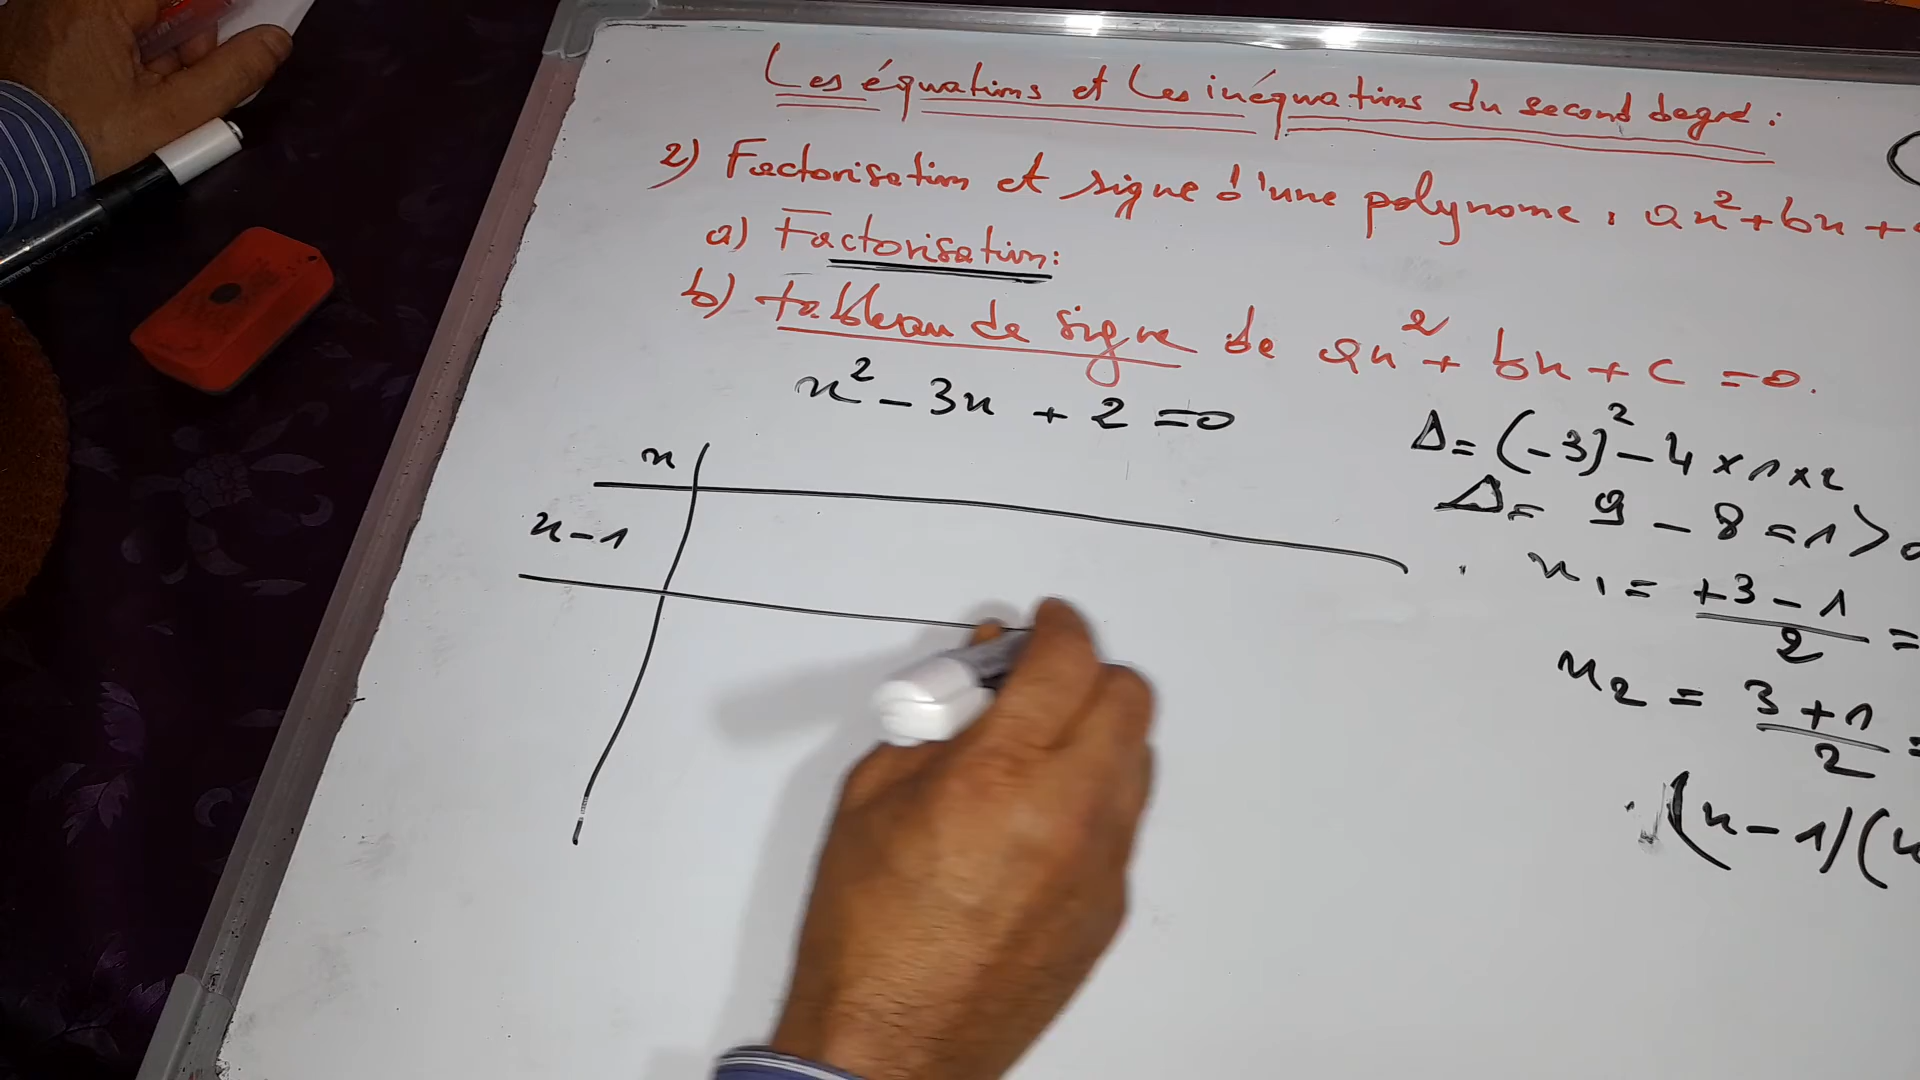 Les équations et les inéquations du second degré :
2) Factorisation et signe d'une polynome : ax² + bx +
a) Factorisation :
b) tableau de signe de ax² + bx + c = 0.
x² - 3x + 2 = 0
x
x - 1
Δ = (-3)² - 4 × 1 × 2
Δ = 9 - 8 = 1 > 0
x₁ = +3 - 1 / 2 =
x₂ = 3 + 1 / 2 =
(x - 1)(x